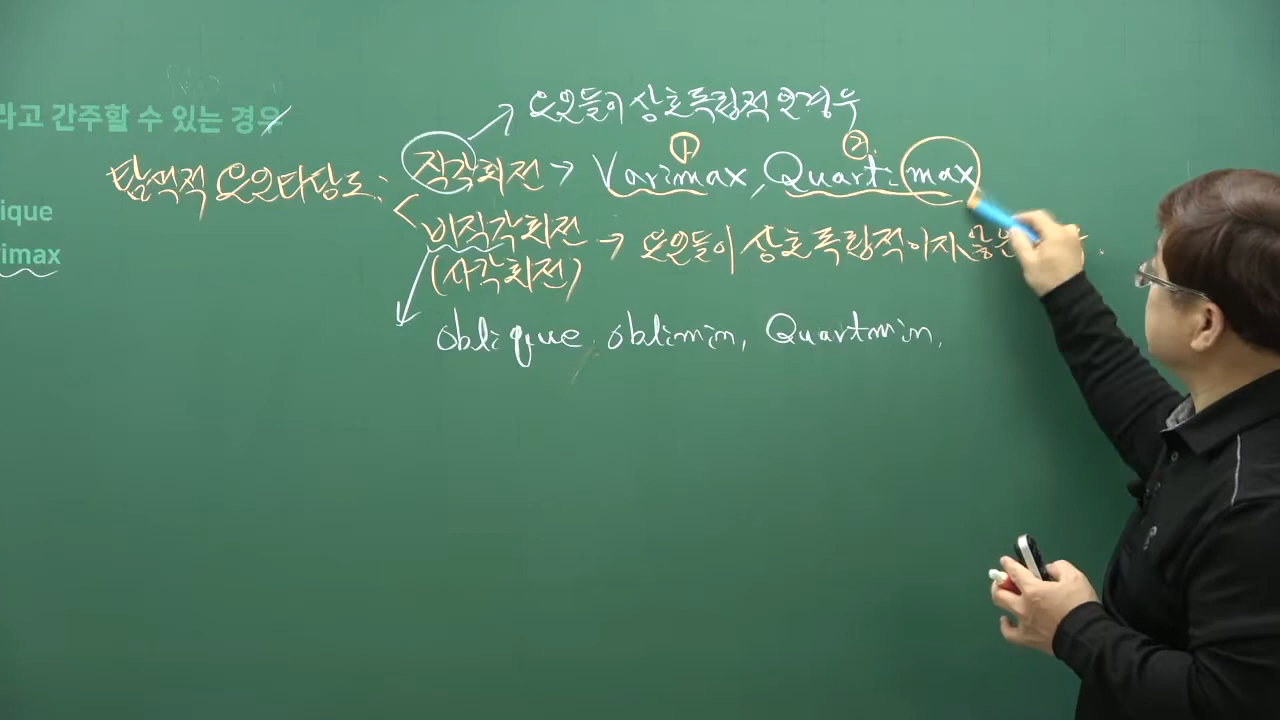 라고 간주할 수 있는 경우
ique
imax
탐색적 요인타당도:
직각회전 → Varimax, Quartimax
① ②
→ 요인들이 상호독립적 인경우
비직각회전
(사각회전)
→ 요인들이 상호독립적이지 않은
oblique, oblimin, Quartmin,